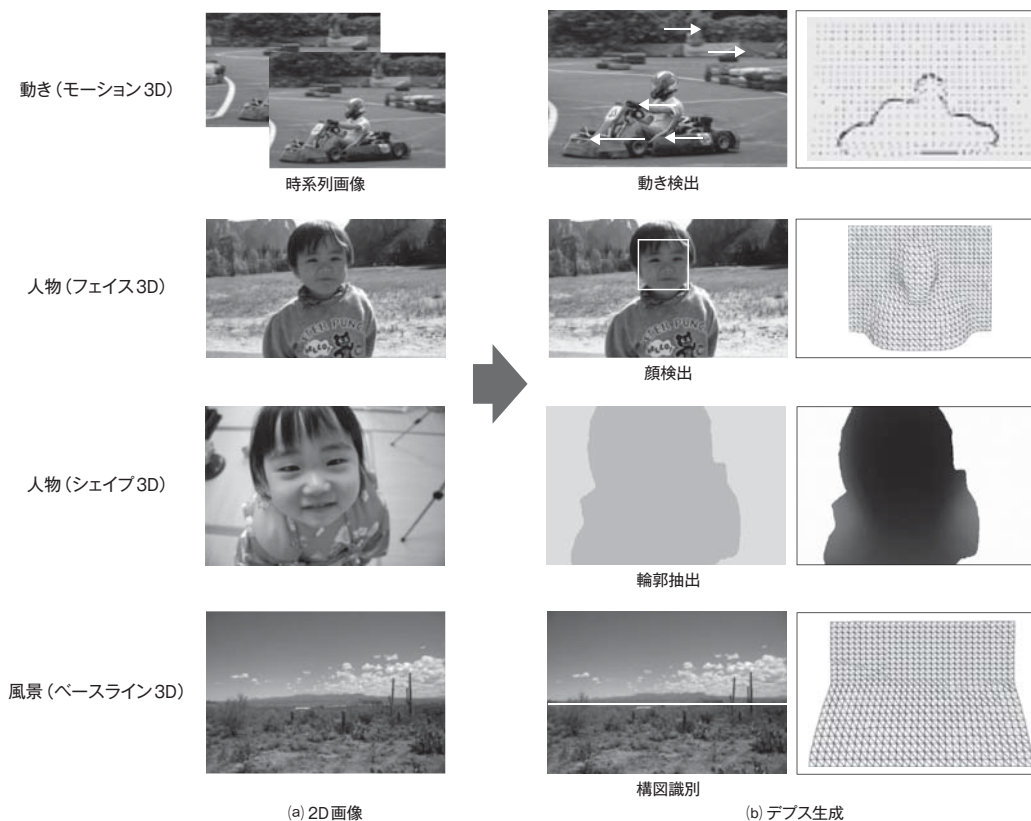 動き（モーション3D）
時系列画像
動き検出
人物（フェイス3D）
顔検出
人物（シェイプ3D）
輪郭抽出
風景（ベースライン3D）
構図識別
(a) 2D画像
(b) デプス生成